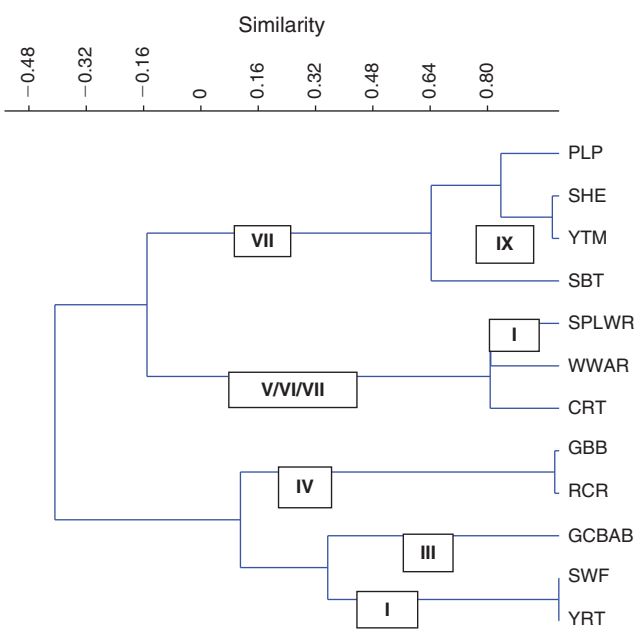 Similarity
−0.48
−0.32
−0.16
0
0.16
0.32
0.48
0.64
0.80
PLP
SHE
VII
IX
YTM
SBT
SPLWR
I
WWAR
V/VI/VII
CRT
GBB
IV
RCR
GCBAB
III
SWF
I
YRT